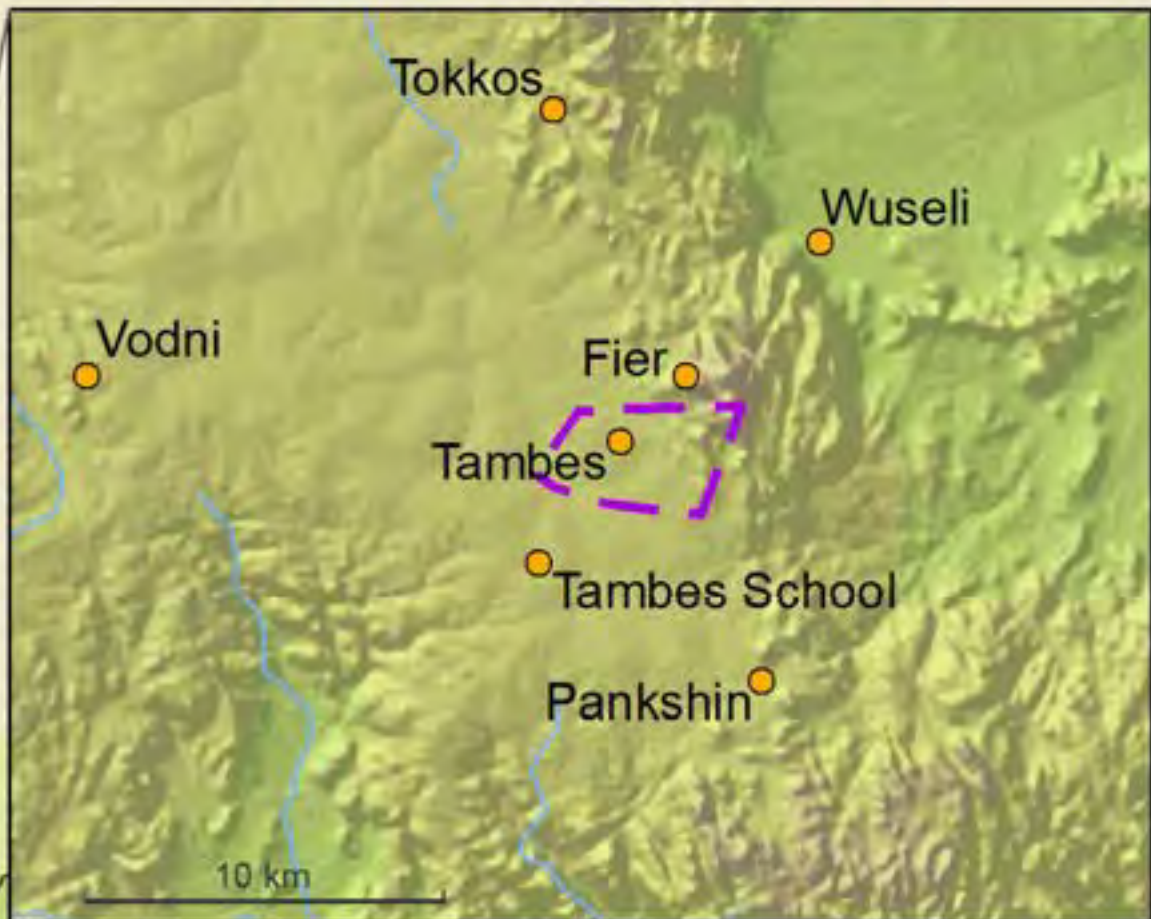 Tokkos
Wuseli
Vodni
Fier
Tambes
Tambes School
Pankshin
10 km